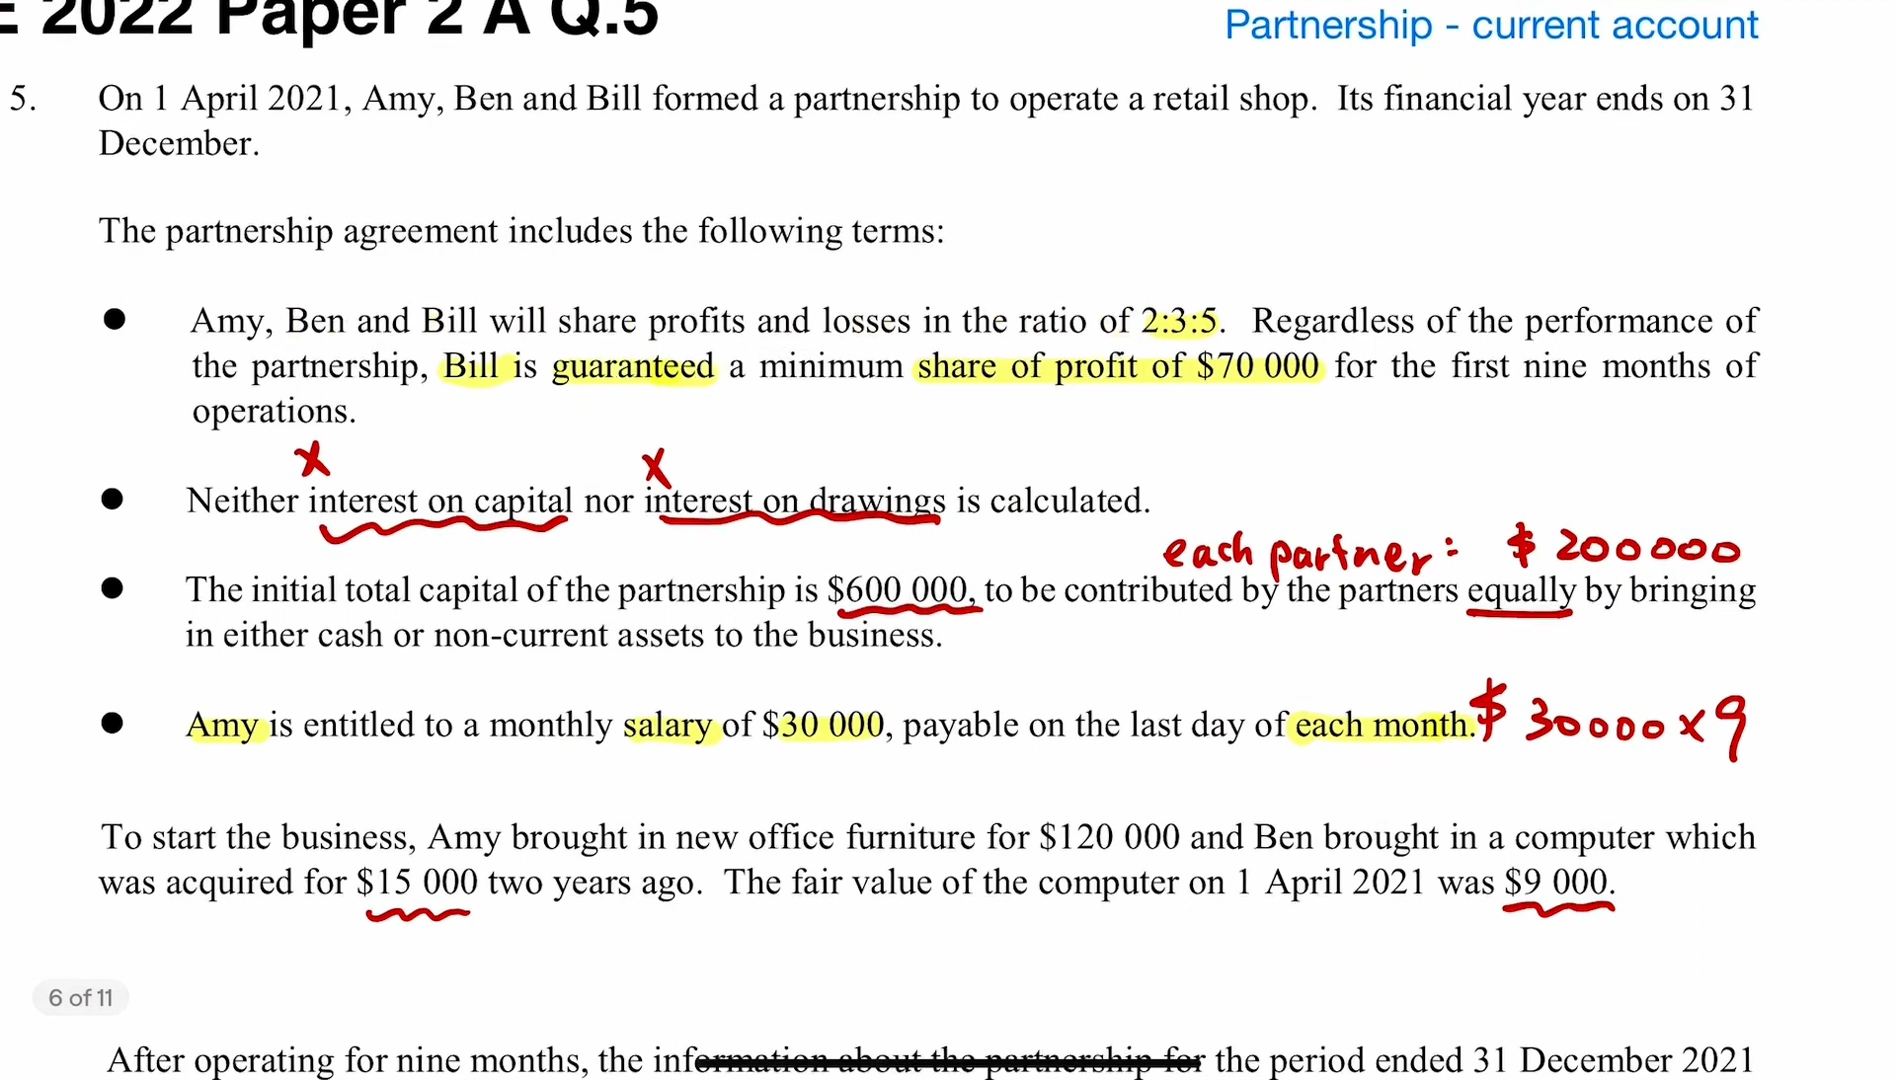 E 2022 Paper 2 A Q.5
Partnership - current account
5. On 1 April 2021, Amy, Ben and Bill formed a partnership to operate a retail shop. Its financial year ends on 31
December.
The partnership agreement includes the following terms:
● Amy, Ben and Bill will share profits and losses in the ratio of 2:3:5. Regardless of the performance of
the partnership, Bill is guaranteed a minimum share of profit of $70 000 for the first nine months of
operations.
x x
● Neither interest on capital nor interest on drawings is calculated.
each partner: $ 200000
● The initial total capital of the partnership is $600 000, to be contributed by the partners equally by bringing
in either cash or non-current assets to the business.
● Amy is entitled to a monthly salary of $30 000, payable on the last day of each month. $ 30000 x 9
To start the business, Amy brought in new office furniture for $120 000 and Ben brought in a computer which
was acquired for $15 000 two years ago. The fair value of the computer on 1 April 2021 was $9 000.
6 of 11
After operating for nine months, the information about the partnership for the period ended 31 December 2021